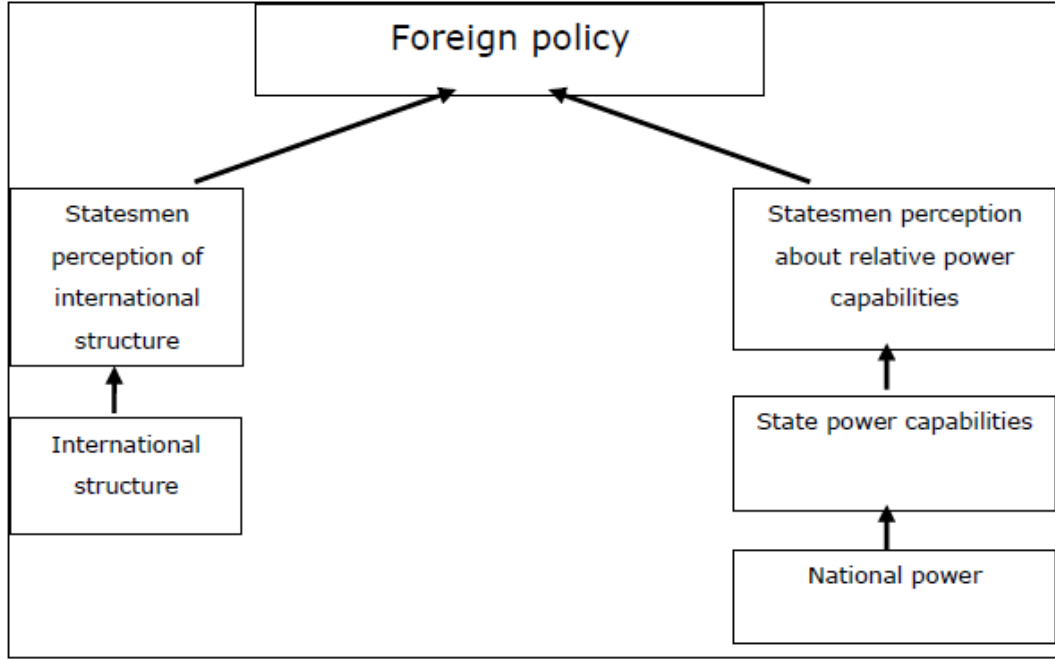 Foreign policy
Statesmen
perception of
international
structure
Statesmen perception
about relative power
capabilities
International
structure
State power capabilities
National power